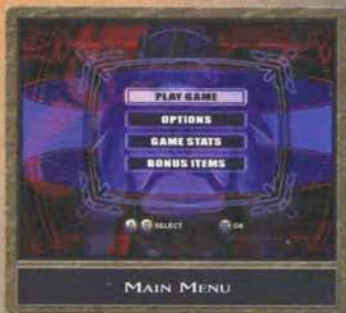 PLAY GAME
OPTIONS
GAME STATS
BONUS ITEMS
SELECT
OK
MAIN MENU